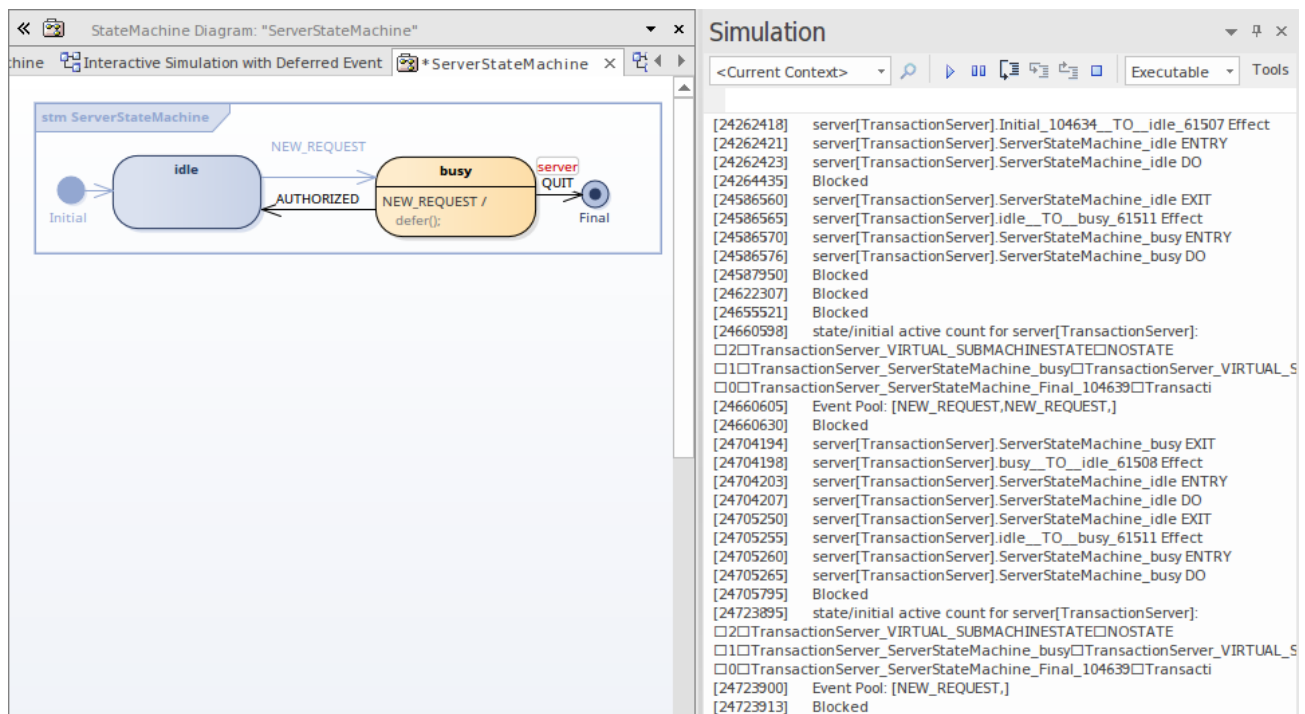 StateMachine Diagram: "ServerStateMachine"
hine Interactive Simulation with Deferred Event *ServerStateMachine
stm ServerStateMachine
NEW_REQUEST
idle
busy
server
QUIT
AUTHORIZED
NEW_REQUEST /
defer();
Initial
Final
Simulation
<Current Context> Executable Tools
[24262418] server[TransactionServer].Initial_104634__TO__idle_61507 Effect
[24262421] server[TransactionServer].ServerStateMachine_idle ENTRY
[24262423] server[TransactionServer].ServerStateMachine_idle DO
[24264435] Blocked
[24586560] server[TransactionServer].ServerStateMachine_idle EXIT
[24586565] server[TransactionServer].idle__TO__busy_61511 Effect
[24586570] server[TransactionServer].ServerStateMachine_busy ENTRY
[24586576] server[TransactionServer].ServerStateMachine_busy DO
[24587950] Blocked
[24622307] Blocked
[24655521] Blocked
[24660598] state/initial active count for server[TransactionServer]:
□2□TransactionServer_VIRTUAL_SUBMACHINESTATE□NOSTATE
□1□TransactionServer_ServerStateMachine_busy□TransactionServer_VIRTUAL_S
□0□TransactionServer_ServerStateMachine_Final_104639□Transacti
[24660605] Event Pool: [NEW_REQUEST,NEW_REQUEST,]
[24660630] Blocked
[24704194] server[TransactionServer].ServerStateMachine_busy EXIT
[24704198] server[TransactionServer].busy__TO__idle_61508 Effect
[24704203] server[TransactionServer].ServerStateMachine_idle ENTRY
[24704207] server[TransactionServer].ServerStateMachine_idle DO
[24705250] server[TransactionServer].ServerStateMachine_idle EXIT
[24705255] server[TransactionServer].idle__TO__busy_61511 Effect
[24705260] server[TransactionServer].ServerStateMachine_busy ENTRY
[24705265] server[TransactionServer].ServerStateMachine_busy DO
[24705795] Blocked
[24723895] state/initial active count for server[TransactionServer]:
□2□TransactionServer_VIRTUAL_SUBMACHINESTATE□NOSTATE
□1□TransactionServer_ServerStateMachine_busy□TransactionServer_VIRTUAL_S
□0□TransactionServer_ServerStateMachine_Final_104639□Transacti
[24723900] Event Pool: [NEW_REQUEST,]
[24723913] Blocked